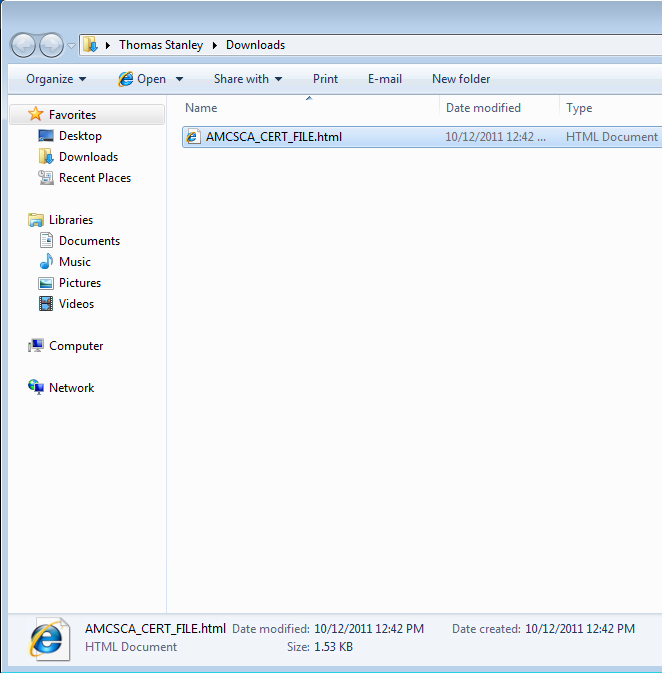 Thomas Stanley Downloads
Organize Open Share with Print E-mail New folder
Favorites
Desktop
Downloads
Recent Places
Libraries
Documents
Music
Pictures
Videos
Computer
Network
Name Date modified Type
AMCSCA_CERT_FILE.html 10/12/2011 12:42 ... HTML Document
AMCSCA_CERT_FILE.html Date modified: 10/12/2011 12:42 PM Date created: 10/12/2011 12:42 PM
HTML Document Size: 1.53 KB